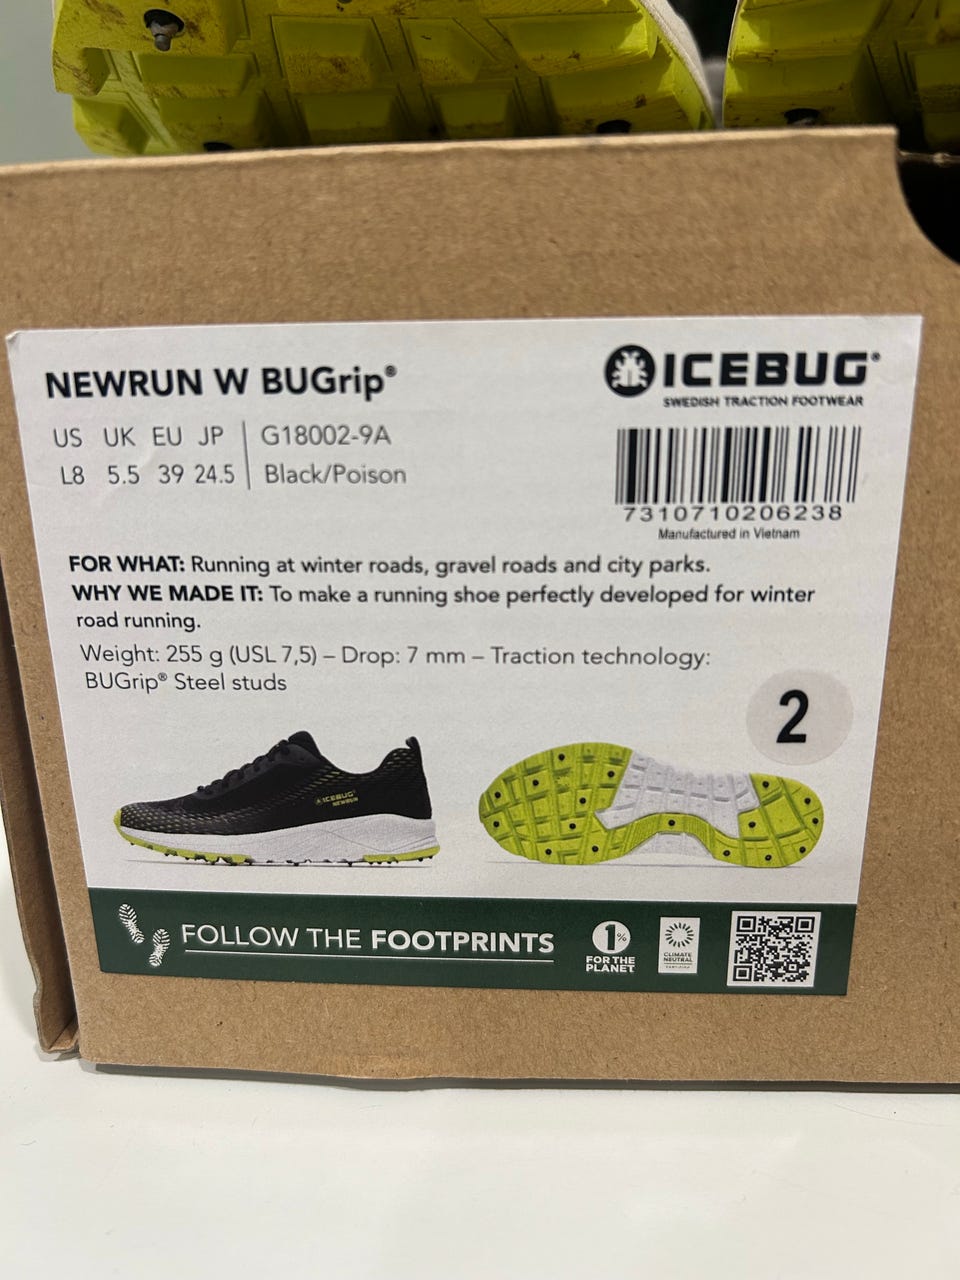 NEWRUN W BUGrip®
ICEBUG®
SWEDISH TRACTION FOOTWEAR
US UK EU JP
L8 5.5 39 24.5
G18002-9A
Black/Poison
7310710206238
Manufactured in Vietnam
FOR WHAT: Running at winter roads, gravel roads and city parks.
WHY WE MADE IT: To make a running shoe perfectly developed for winter
road running.
Weight: 255 g (USL 7,5) – Drop: 7 mm – Traction technology:
BUGrip® Steel studs
2
ICEBUG®
NEWRUN
FOLLOW THE FOOTPRINTS
1%
FOR THE
PLANET
CLIMATE
NEUTRAL
CERTIFIED